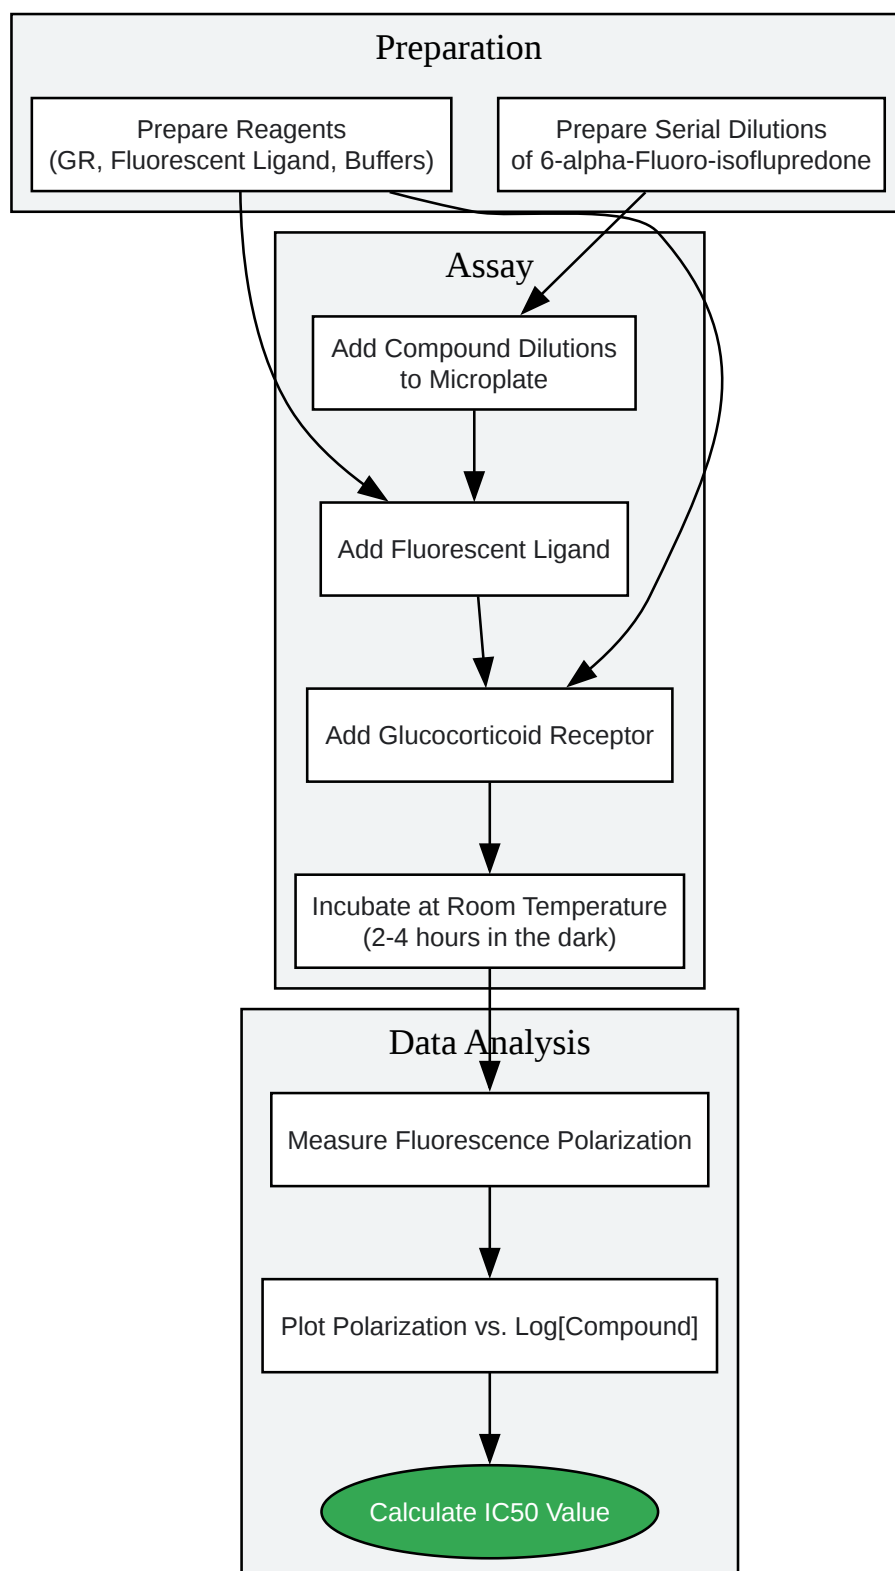 Preparation
Prepare Reagents
(GR, Fluorescent Ligand, Buffers)
Prepare Serial Dilutions
of 6-alpha-Fluoro-isoflupredone
Assay
Add Compound Dilutions
to Microplate
Add Fluorescent Ligand
Add Glucocorticoid Receptor
Incubate at Room Temperature
(2-4 hours in the dark)
Data Analysis
Measure Fluorescence Polarization
Plot Polarization vs. Log[Compound]
Calculate IC50 Value